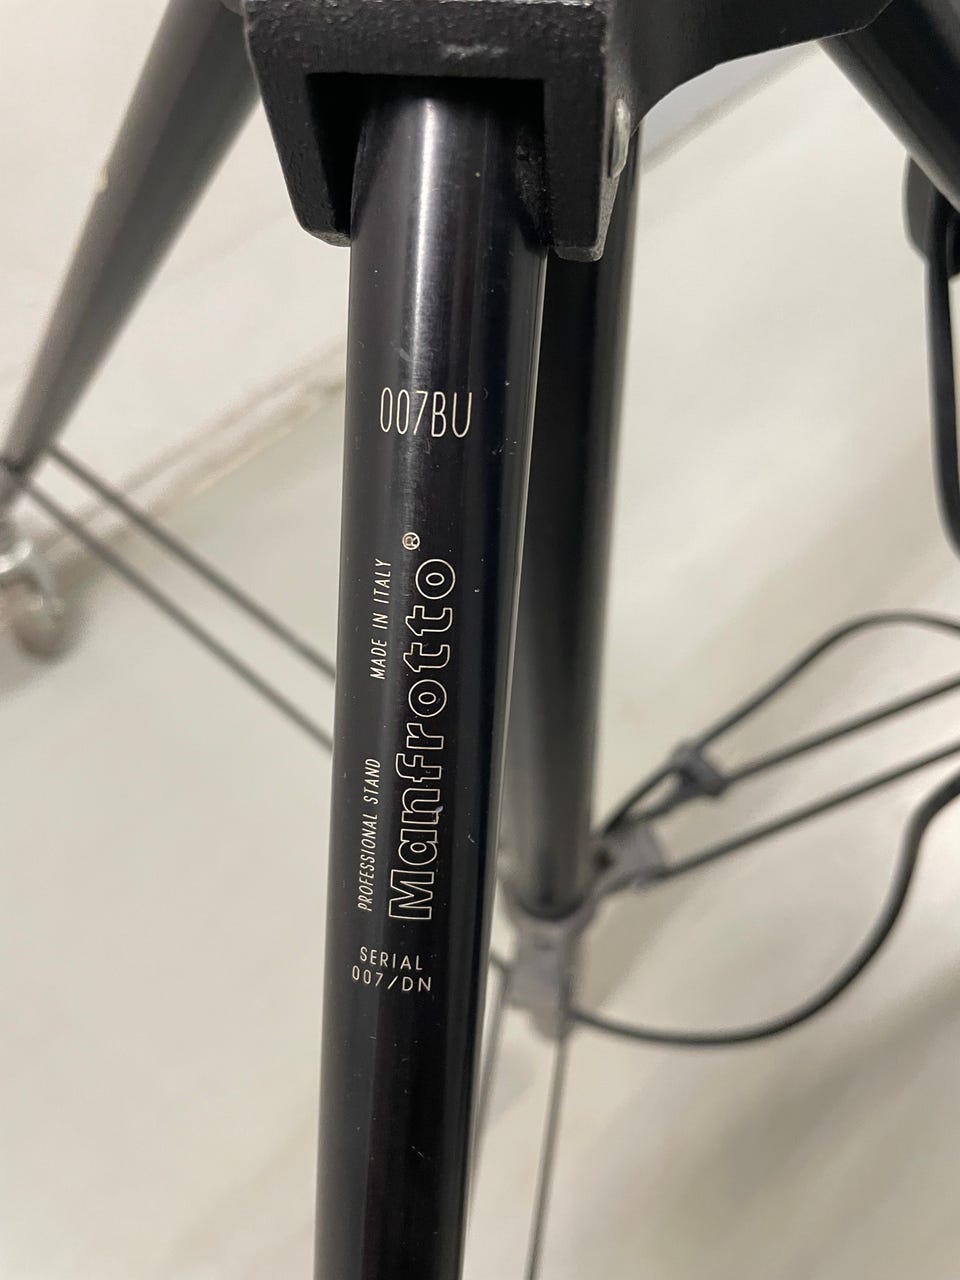 007BU
Manfrotto®
MADE IN ITALY
PROFESSIONAL STAND
SERIAL
007/DN